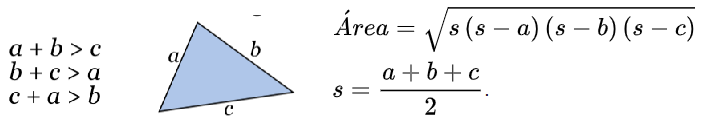 a + b > c
b + c > a
c + a > b
a
b
c
Área = √s (s − a) (s − b) (s − c)
s = a + b + c / 2 .